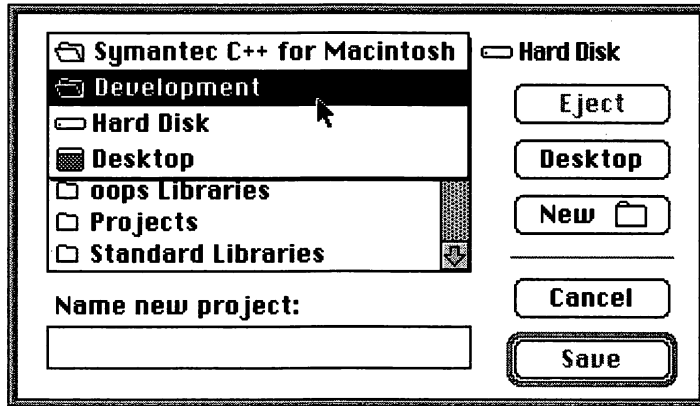 Symantec C++ for Macintosh
Hard Disk
Development
Eject
Hard Disk
Desktop
Desktop
oops Libraries
New
Projects
Standard Libraries
Cancel
Name new project:
Save